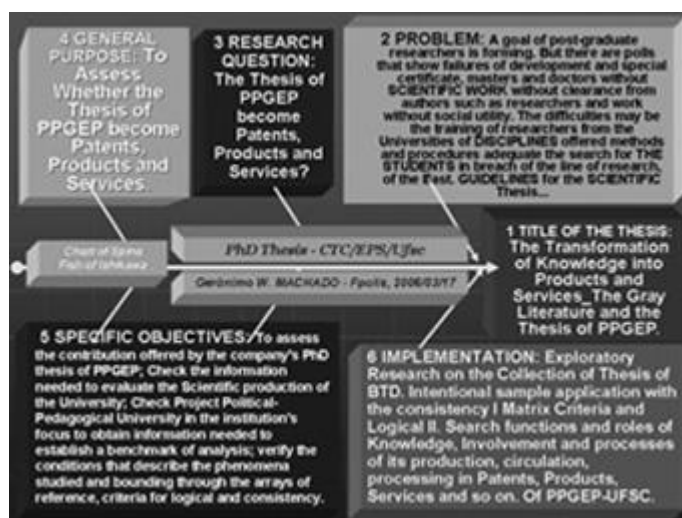 4 GENERAL
PURPOSE: To
Assess
Whether the
Thesis of
PPGEP become
Patents,
Products and
Services.
3 RESEARCH
QUESTION:
The Thesis of
PPGEP
become
Patents,
Products and
Services?
2 PROBLEM: A goal of post-graduate
researchers is forming. But there are polls
that show failures of development and special
certificate, masters and doctors without
SCIENTIFIC WORK without clearance from
authors such as researchers and work
without social utility. The difficulties may be
the training of researchers from the
Universities of DISCIPLINES offered methods
and procedures adequate the search for THE
STUDENTS in breach of the line of research,
of the GUIDELINES for the SCIENTIFIC
Thesis...
Chart of Spine
Fish of Ishikawa
PhD Thesis - CTC/EPS/Ufsc
Gerônimo W. MACHADO - Fpolis, 2006/03/17
1 TITLE OF THE THESIS:
The Transformation
of Knowledge into
Products and
Services_The Gray
Literature and the
Thesis of PPGEP.
5 SPECIFIC OBJECTIVES: To assess
the contribution offered by the company's PhD
thesis of PPGEP; Check the information
needed to evaluate the Scientific production of
the University; Check Project Political-
Pedagogical University in the institution's
focus to obtain information needed to
establish a benchmark of analysis; verify the
conditions that describe the phenomena
studied and bounding through the arrays of
reference, criteria for logical and consistency.
6 IMPLEMENTATION: Exploratory
Research on the Collection of Thesis of
BTD. Intentional sample application with
the consistency I Matrix Criteria and
Logical II. Search functions and roles of
Knowledge, Involvement and processes
of its production, circulation,
processing in Patents, Products,
Services and so on. Of PPGEP-UFSC.